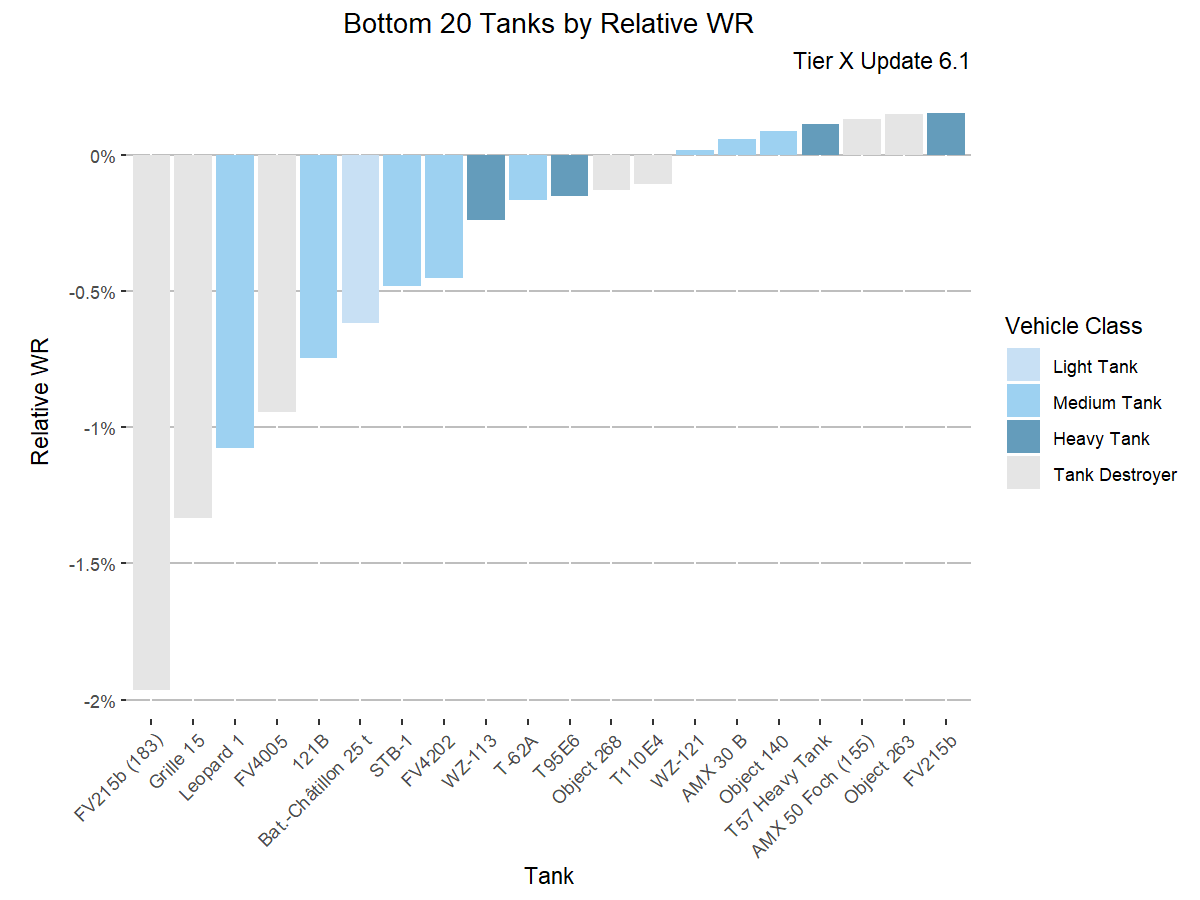 Bottom 20 Tanks by Relative WR
Tier X Update 6.1
Relative WR
0%
-0.5%
-1%
-1.5%
-2%
FV215b (183)
Grille 15
Leopard 1
FV4005
121B
Bat.-Châtillon 25 t
STB-1
FV4202
WZ-113
T-62A
T95E6
Object 268
T110E4
WZ-121
AMX 30 B
Object 140
T57 Heavy Tank
AMX 50 Foch (155)
Object 263
FV215b
Tank
Vehicle Class
Light Tank
Medium Tank
Heavy Tank
Tank Destroyer